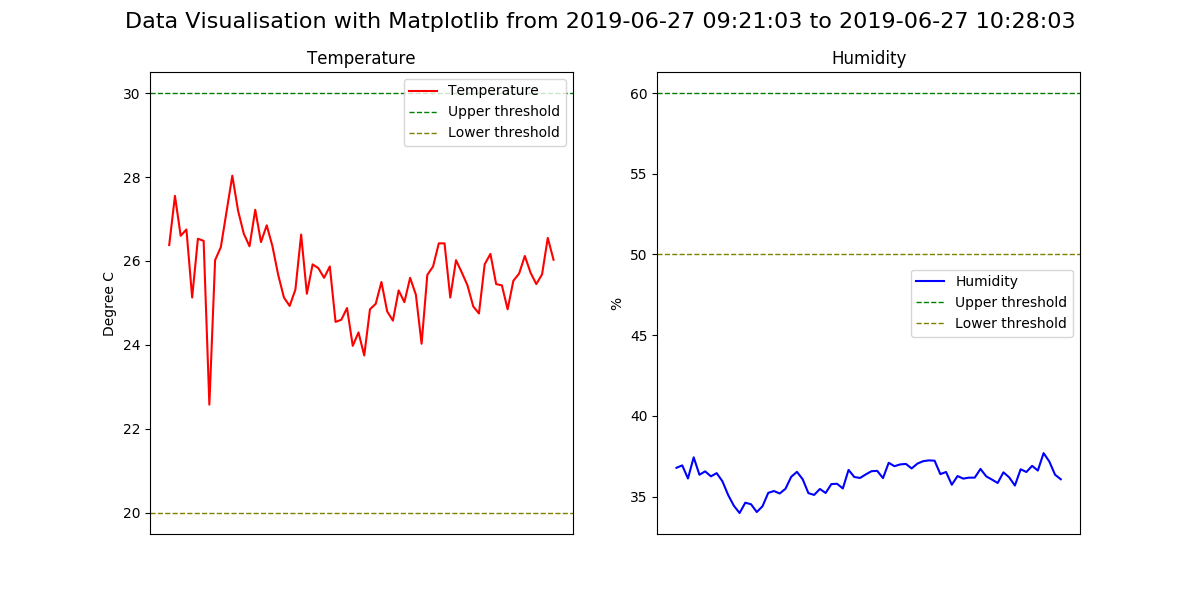 Data Visualisation with Matplotlib from 2019-06-27 09:21:03 to 2019-06-27 10:28:03
Temperature
Degree C
30
28
26
24
22
20
Temperature
Upper threshold
Lower threshold
Humidity
%
60
55
50
45
40
35
Humidity
Upper threshold
Lower threshold